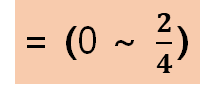 = (0 ~ 2/4)